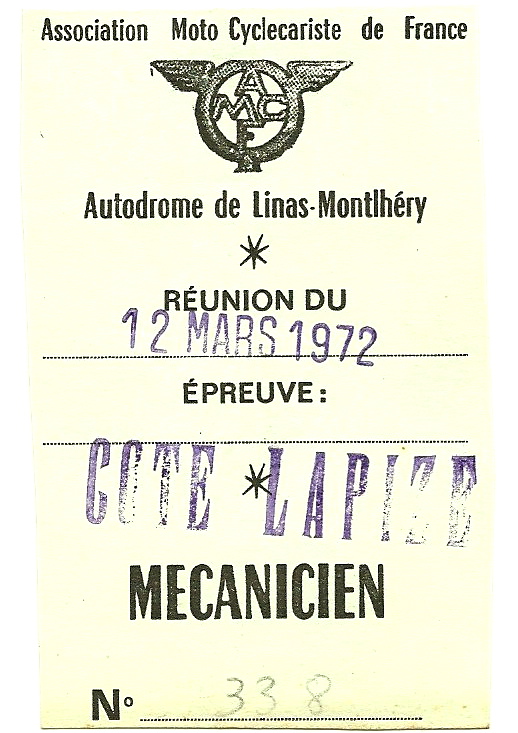 Association Moto Cyclecariste de France
AMCF
Autodrome de Linas-Montlhéry
*
RÉUNION DU
12 MARS 1972
ÉPREUVE :
COTE * LAPIZE
MECANICIEN
N° 338